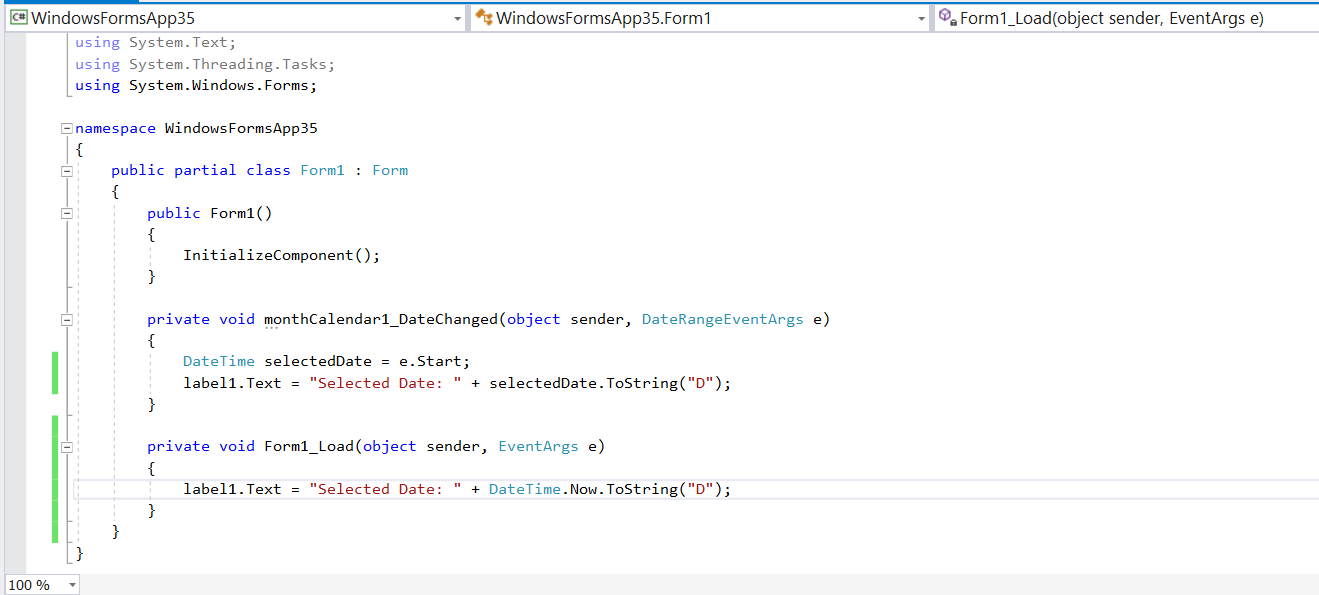 WindowsFormsApp35 WindowsFormsApp35.Form1 Form1_Load(object sender, EventArgs e)
using System.Text;
using System.Threading.Tasks;
using System.Windows.Forms;
namespace WindowsFormsApp35
{
public partial class Form1 : Form
{
public Form1()
{
InitializeComponent();
}
private void monthCalendar1_DateChanged(object sender, DateRangeEventArgs e)
{
DateTime selectedDate = e.Start;
label1.Text = "Selected Date: " + selectedDate.ToString("D");
}
private void Form1_Load(object sender, EventArgs e)
{
label1.Text = "Selected Date: " + DateTime.Now.ToString("D");
}
}
}
100 %